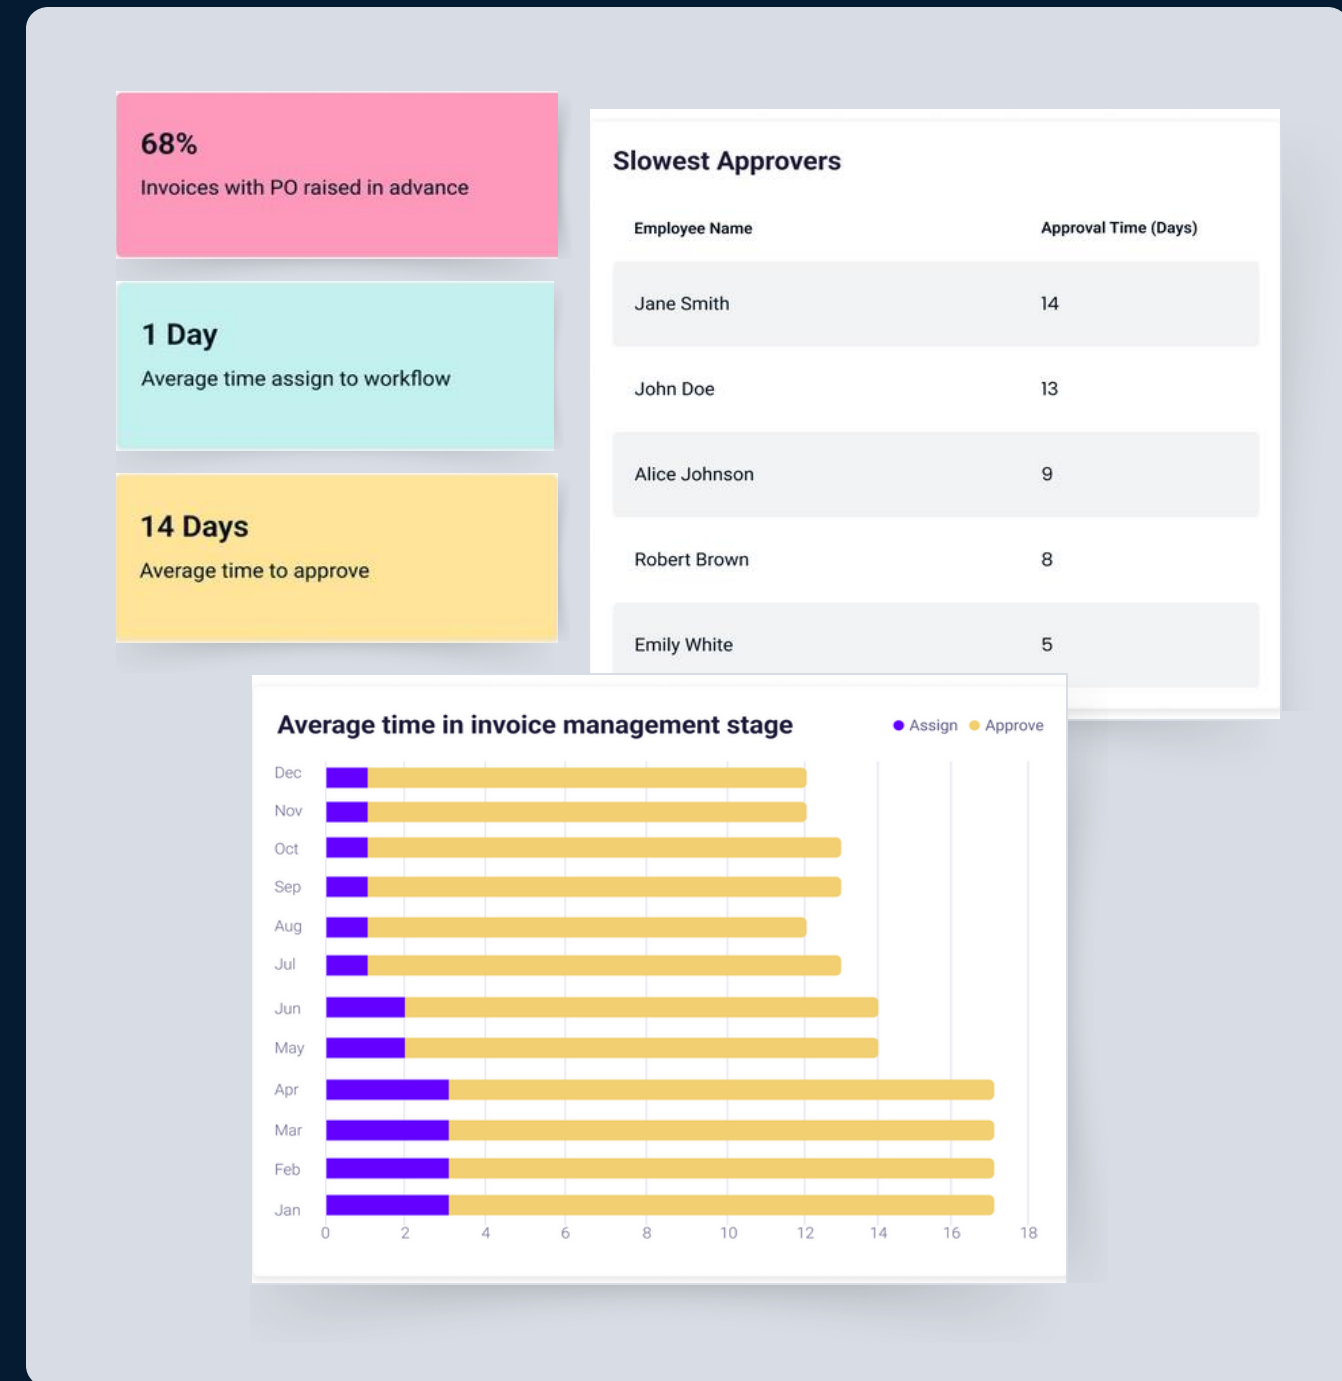 68%
Invoices with PO raised in advance
1 Day
Average time assign to workflow
14 Days
Average time to approve
Slowest Approvers
Employee Name Approval Time (Days)
Jane Smith 14
John Doe 13
Alice Johnson 9
Robert Brown 8
Emily White 5
Average time in invoice management stage Assign Approve
Dec
Nov
Oct
Sep
Aug
Jul
Jun
May
Apr
Mar
Feb
Jan
0 2 4 6 8 10 12 14 16 18